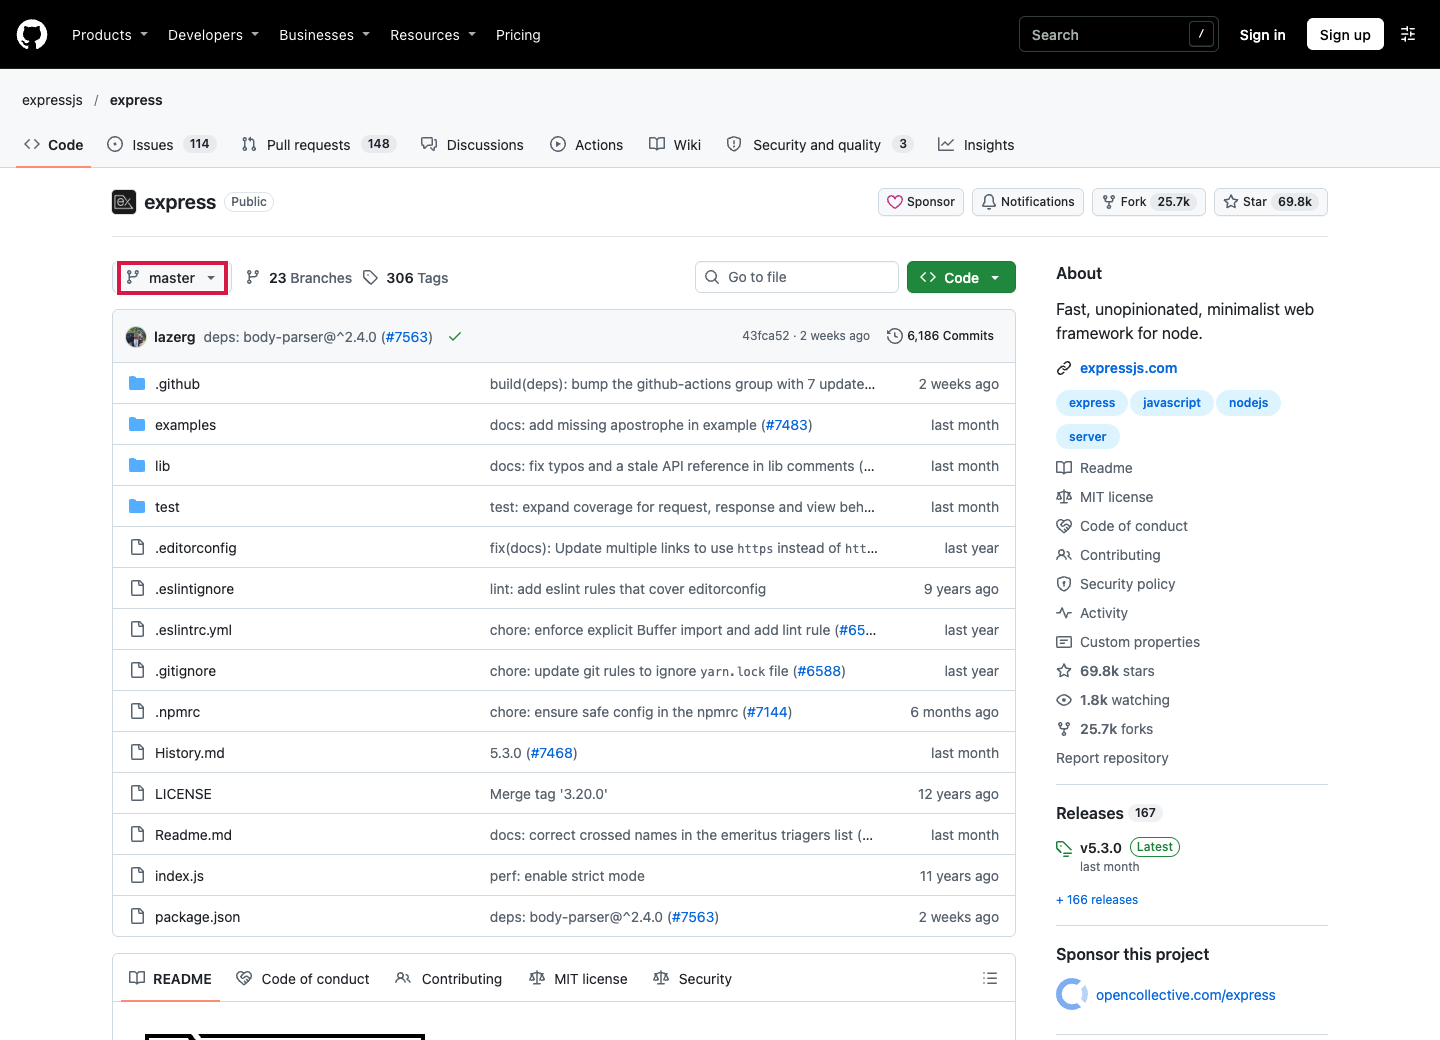 Products Developers Businesses Resources Pricing Search / Sign in Sign up
expressjs / express
Code Issues 114 Pull requests 148 Discussions Actions Wiki Security and quality 3 Insights
ex express Public Sponsor Notifications Fork 25.7k Star 69.8k
master 23 Branches 306 Tags Go to file Code
lazerg deps: body-parser@^2.4.0 (#7563) 43fca52 · 2 weeks ago 6,186 Commits
.github build(deps): bump the github-actions group with 7 update… 2 weeks ago
examples docs: add missing apostrophe in example (#7483) last month
lib docs: fix typos and a stale API reference in lib comments (… last month
test test: expand coverage for request, response and view beh… last month
.editorconfig fix(docs): Update multiple links to use https instead of htt… last year
.eslintignore lint: add eslint rules that cover editorconfig 9 years ago
.eslintrc.yml chore: enforce explicit Buffer import and add lint rule (#65… last year
.gitignore chore: update git rules to ignore yarn.lock file (#6588) last year
.npmrc chore: ensure safe config in the npmrc (#7144) 6 months ago
History.md 5.3.0 (#7468) last month
LICENSE Merge tag '3.20.0' 12 years ago
Readme.md docs: correct crossed names in the emeritus triagers list (… last month
index.js perf: enable strict mode 11 years ago
package.json deps: body-parser@^2.4.0 (#7563) 2 weeks ago
README Code of conduct Contributing MIT license Security
About
Fast, unopinionated, minimalist web
framework for node.
expressjs.com
express javascript nodejs
server
Readme
MIT license
Code of conduct
Contributing
Security policy
Activity
Custom properties
69.8k stars
1.8k watching
25.7k forks
Report repository
Releases 167
v5.3.0 Latest
last month
+ 166 releases
Sponsor this project
opencollective.com/express